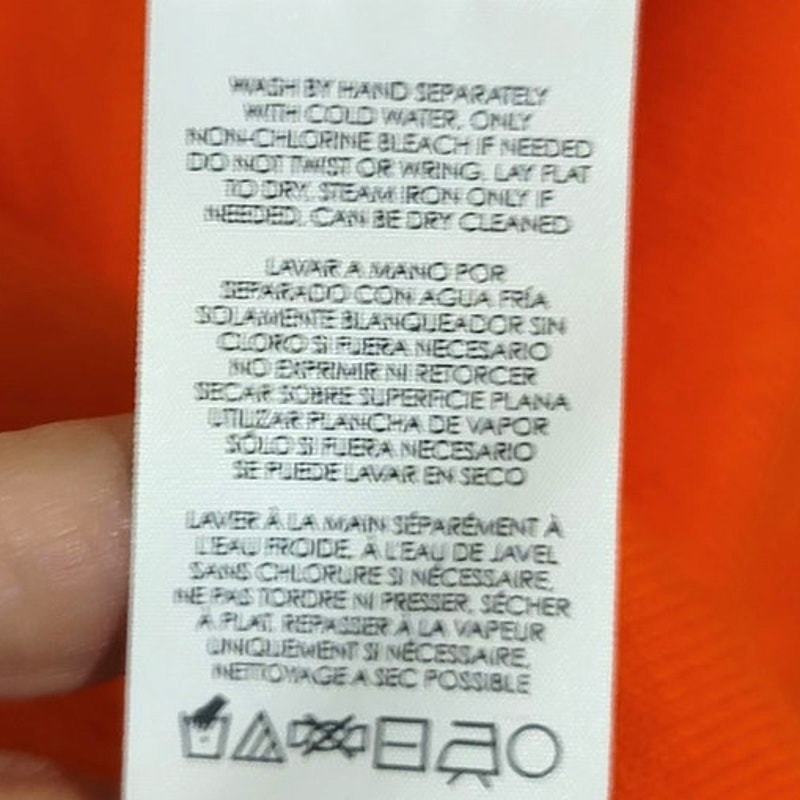 WASH BY HAND SEPARATELY
WITH COLD WATER, ONLY
NON-CHLORINE BLEACH IF NEEDED
DO NOT TWIST OR WRING, LAY FLAT
TO DRY, STEAM IRON ONLY IF
NEEDED, CAN BE DRY CLEANED
LAVAR A MANO POR
SEPARADO CON AGUA FRÍA
SOLAMENTE BLANQUEADOR SIN
CLORO SI FUERA NECESARIO
NO EXPRIMIR NI RETORCER
SECAR SOBRE SUPERFICIE PLANA
UTILIZAR PLANCHA DE VAPOR
SÓLO SI FUERA NECESARIO
SE PUEDE LAVAR EN SECO
LAVER À LA MAIN SÉPARÉMENT À
L'EAU FROIDE, À L'EAU DE JAVEL
SANS CHLORURE SI NÉCESSAIRE,
NE PAS TORDRE NI PRESSER, SÉCHER
À PLAT, REPASSER À LA VAPEUR
UNIQUEMENT SI NÉCESSAIRE,
NETTOYAGE A SEC POSSIBLE